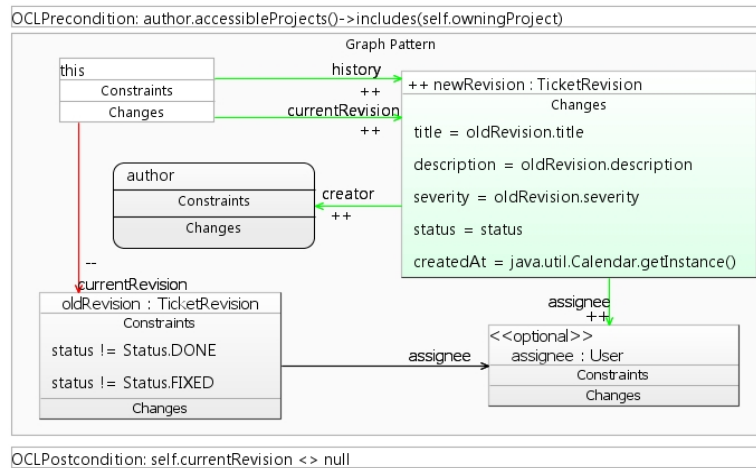 OCLPrecondition: author.accessibleProjects()->includes(self.owningProject)
Graph Pattern
this
Constraints
Changes
history
++
currentRevision
++
++ newRevision : TicketRevision
Changes
title = oldRevision.title
description = oldRevision.description
severity = oldRevision.severity
status = status
createdAt = java.util.Calendar.getInstance()
author
Constraints
Changes
creator
++
--
currentRevision
oldRevision : TicketRevision
Constraints
status != Status.DONE
status != Status.FIXED
Changes
assignee
assignee
++
<<optional>>
assignee : User
Constraints
Changes
OCLPostcondition: self.currentRevision <> null